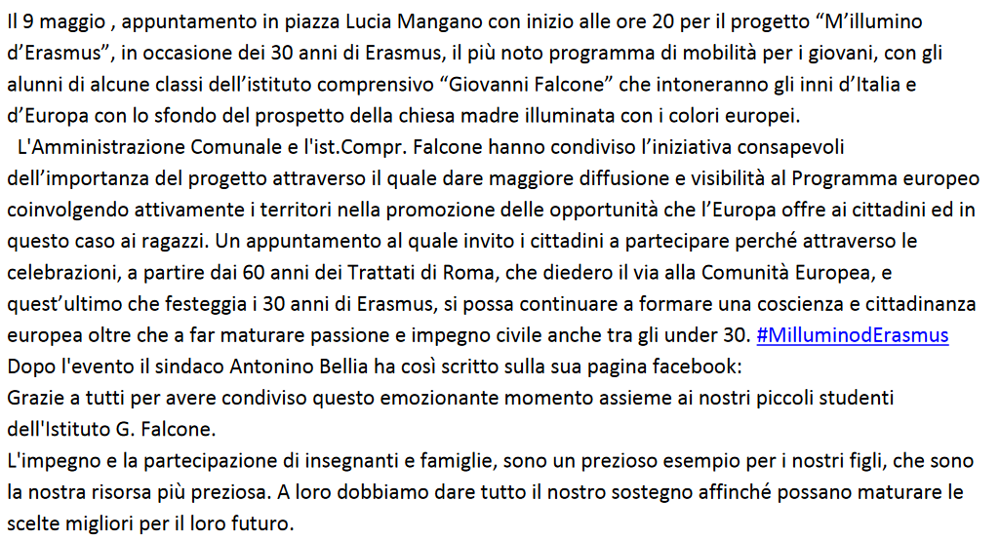 Il 9 maggio , appuntamento in piazza Lucia Mangano con inizio alle ore 20 per il progetto “M’illumino
d’Erasmus”, in occasione dei 30 anni di Erasmus, il più noto programma di mobilità per i giovani, con gli
alunni di alcune classi dell’istituto comprensivo “Giovanni Falcone” che intoneranno gli inni d’Italia e
d’Europa con lo sfondo del prospetto della chiesa madre illuminata con i colori europei.
L'Amministrazione Comunale e l'ist.Compr. Falcone hanno condiviso l’iniziativa consapevoli
dell’importanza del progetto attraverso il quale dare maggiore diffusione e visibilità al Programma europeo
coinvolgendo attivamente i territori nella promozione delle opportunità che l’Europa offre ai cittadini ed in
questo caso ai ragazzi. Un appuntamento al quale invito i cittadini a partecipare perché attraverso le
celebrazioni, a partire dai 60 anni dei Trattati di Roma, che diedero il via alla Comunità Europea, e
quest’ultimo che festeggia i 30 anni di Erasmus, si possa continuare a formare una coscienza e cittadinanza
europea oltre che a far maturare passione e impegno civile anche tra gli under 30. #MilluminodErasmus
Dopo l'evento il sindaco Antonino Bellia ha così scritto sulla sua pagina facebook:
Grazie a tutti per avere condiviso questo emozionante momento assieme ai nostri piccoli studenti
dell'Istituto G. Falcone.
L'impegno e la partecipazione di insegnanti e famiglie, sono un prezioso esempio per i nostri figli, che sono
la nostra risorsa più preziosa. A loro dobbiamo dare tutto il nostro sostegno affinché possano maturare le
scelte migliori per il loro futuro.